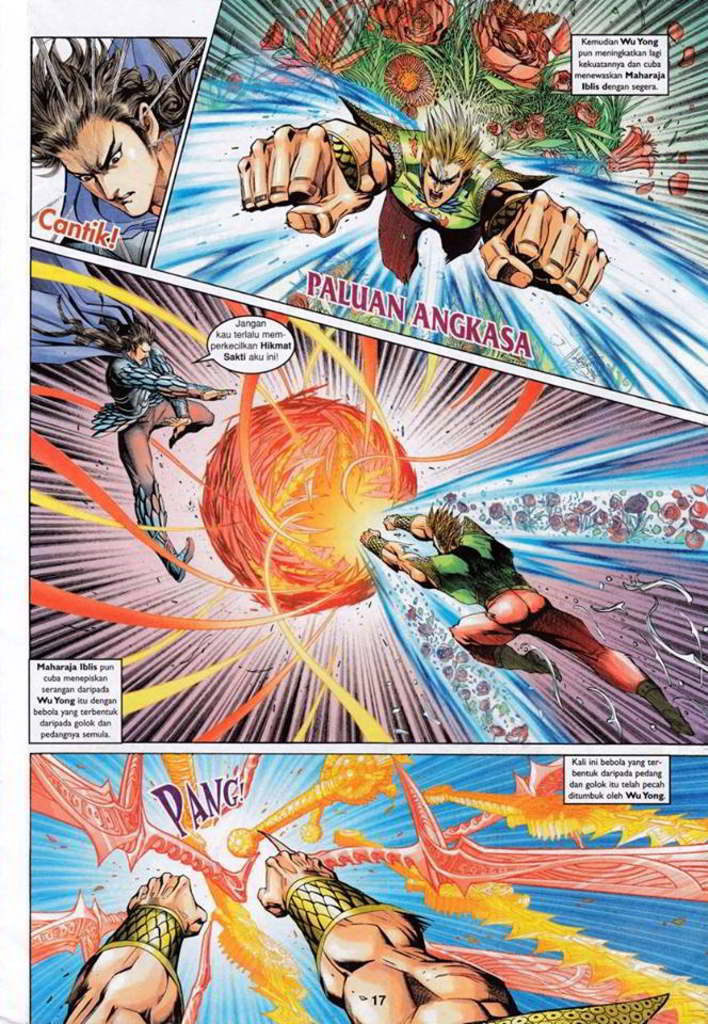 Cantik!
Kemudian Wu Yong
pun meningkatkan lagi
kekuatannya dan cuba
menewaskan Maharaja
Iblis dengan segera.
PALUAN ANGKASA
Jangan
kau terlalu mem-
perkecilkan Hikmat
Sakti aku ini!
Maharaja Iblis pun
cuba menepiskan
serangan daripada
Wu Yong itu dengan
bebola yang terbentuk
daripada golok dan
pedangnya semula.
PANG!
Kali ini bebola yang ter-
bentuk daripada pedang
dan golok itu telah pecah
ditumbuk oleh Wu Yong.
17